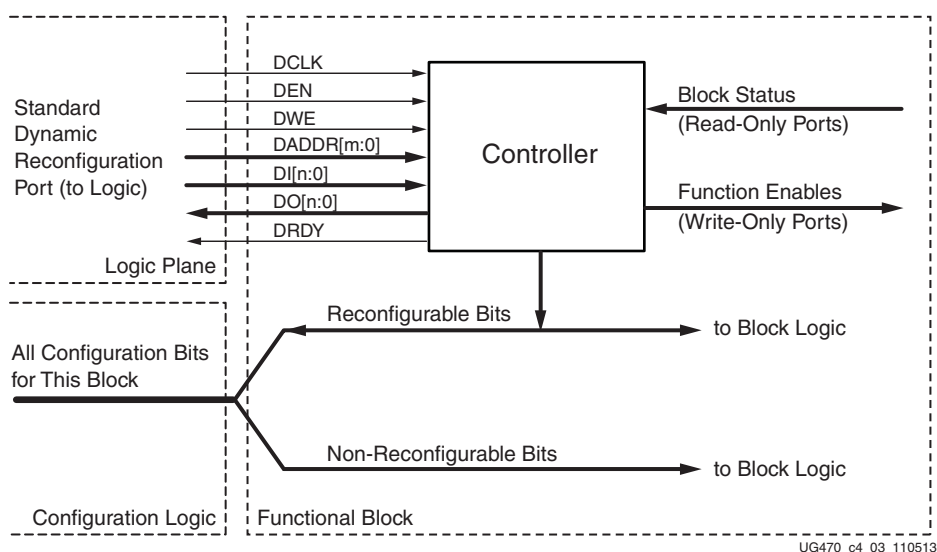 Standard
Dynamic
Reconfiguration
Port (to Logic)
DCLK
DEN
DWE
DADDR[m:0]
DI[n:0]
DO[n:0]
DRDY
Logic Plane
Controller
Block Status
(Read-Only Ports)
Function Enables
(Write-Only Ports)
Reconfigurable Bits
to Block Logic
All Configuration Bits
for This Block
Non-Reconfigurable Bits
to Block Logic
Configuration Logic
Functional Block
UG470_c4_03_110513